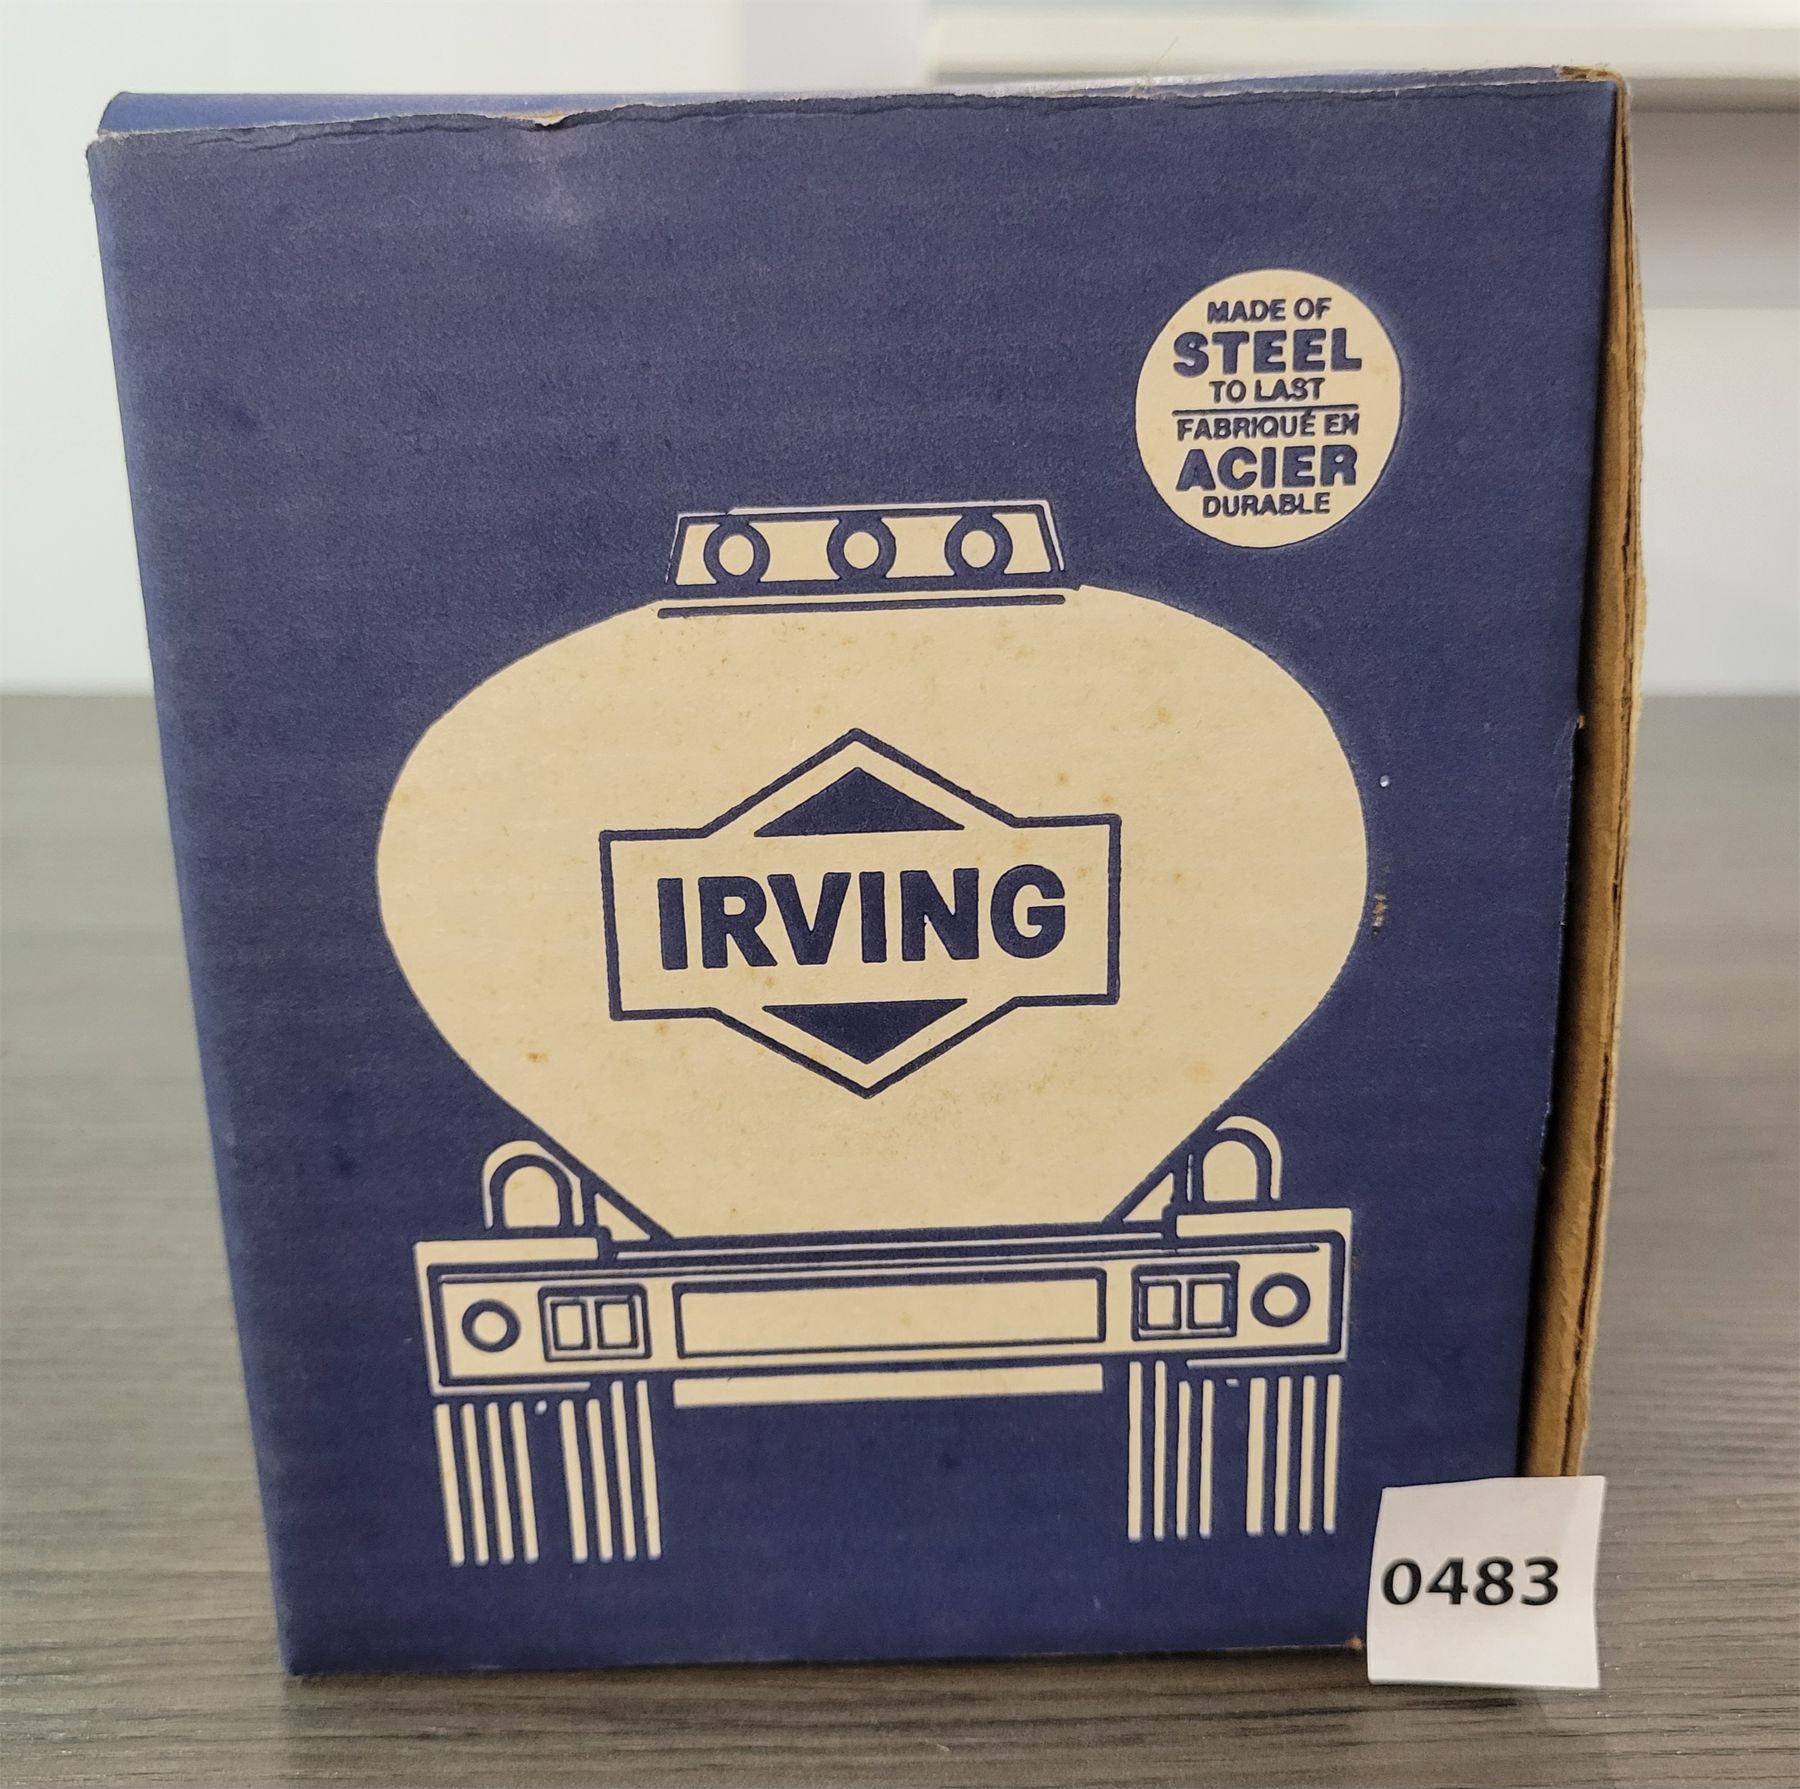 MADE OF
STEEL
TO LAST
FABRIQUÉ EN
ACIER
DURABLE
IRVING
0483